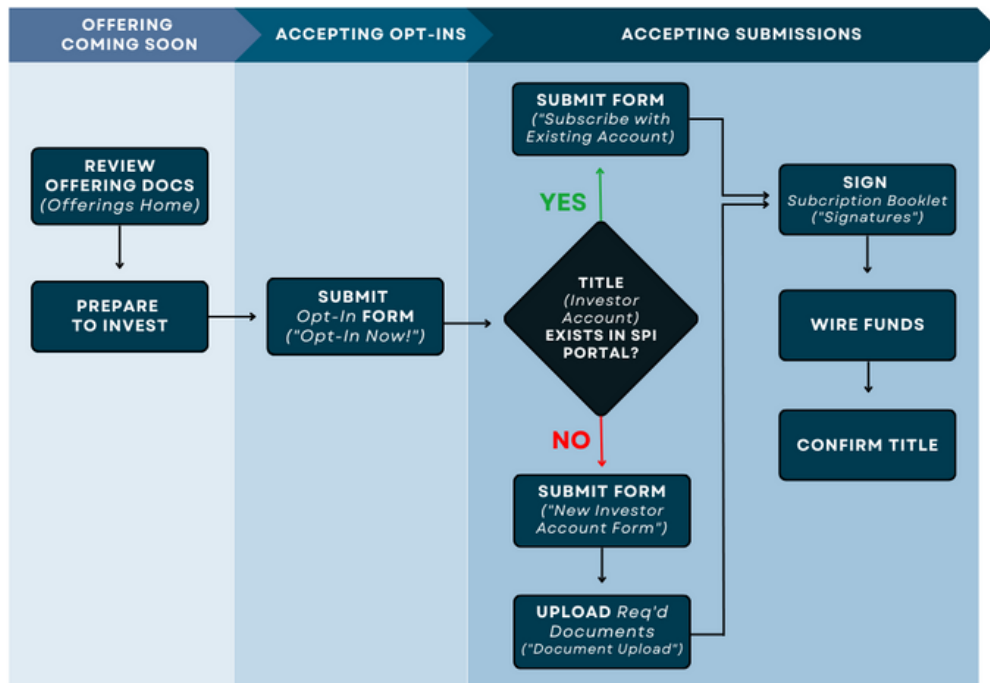 OFFERING
COMING SOON
ACCEPTING OPT-INS
ACCEPTING SUBMISSIONS
REVIEW
OFFERING DOCS
(Offerings Home)
PREPARE
TO INVEST
SUBMIT
Opt-In FORM
("Opt-In Now!")
TITLE
(Investor
Account)
EXISTS IN SPI
PORTAL?
YES
SUBMIT FORM
("Subscribe with
Existing Account)
NO
SUBMIT FORM
("New Investor
Account Form")
UPLOAD Req'd
Documents
("Document Upload")
SIGN
Subcription Booklet
("Signatures")
WIRE FUNDS
CONFIRM TITLE